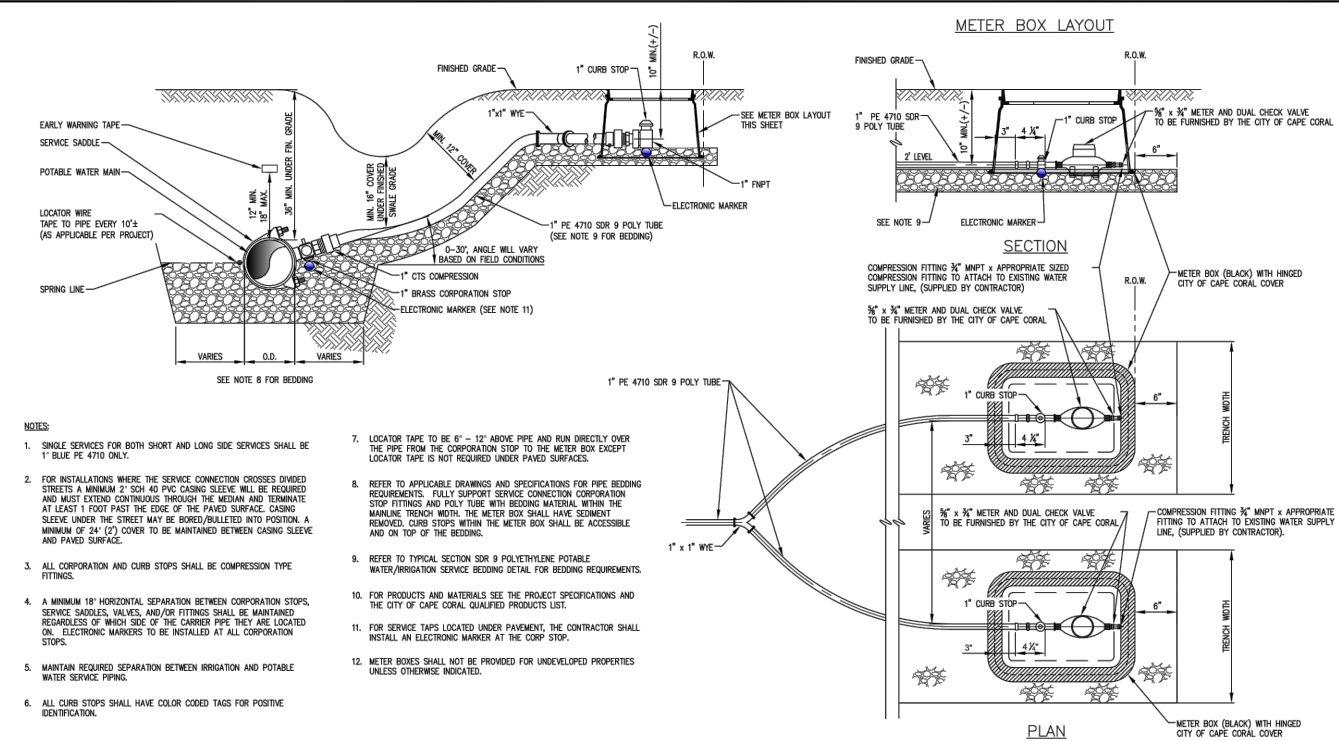 METER BOX LAYOUT
FINISHED GRADE
1" CURB STOP
10" MIN.(+/-)
R.O.W.
1"x1" WYE
SEE METER BOX LAYOUT
THIS SHEET
EARLY WARNING TAPE
SERVICE SADDLE
POTABLE WATER MAIN
LOCATOR WIRE
TAPE TO PIPE EVERY 10'±
(AS APPLICABLE PER PROJECT)
SPRING LINE
12" MIN.
18" MAX.
36" MIN. UNDER FIN. GRADE
MIN. 16" COVER
UNDER FINISHED
SWALE GRADE
MIN. 12" COVER
1" FNPT
ELECTRONIC MARKER
1" PE 4710 SDR 9 POLY TUBE
(SEE NOTE 9 FOR BEDDING)
0-30°, ANGLE WILL VARY
BASED ON FIELD CONDITIONS
1" CTS COMPRESSION
1" BRASS CORPORATION STOP
ELECTRONIC MARKER (SEE NOTE 11)
VARIES
O.D.
VARIES
SEE NOTE 8 FOR BEDDING
FINISHED GRADE
R.O.W.
1" PE 4710 SDR
9 POLY TUBE
10" MIN.(+/-)
3"
4 ¼"
1" CURB STOP
⅝" x ¾" METER AND DUAL CHECK VALVE
TO BE FURNISHED BY THE CITY OF CAPE CORAL
2' LEVEL
6"
SEE NOTE 9
ELECTRONIC MARKER
SECTION
COMPRESSION FITTING ¾" MNPT x APPROPRIATE SIZED
COMPRESSION FITTING TO ATTACH TO EXISTING WATER
SUPPLY LINE, (SUPPLIED BY CONTRACTOR)
R.O.W.
METER BOX (BLACK) WITH HINGED
CITY OF CAPE CORAL COVER
⅝" x ¾" METER AND DUAL CHECK VALVE
TO BE FURNISHED BY THE CITY OF CAPE CORAL
1" PE 4710 SDR 9 POLY TUBE
1" CURB STOP
3"
4 ¼"
6"
TRENCH WIDTH
1" x 1" WYE
VARIES
⅝" x ¾" METER AND DUAL CHECK VALVE
TO BE FURNISHED BY THE CITY OF CAPE CORAL
COMPRESSION FITTING ¾" MNPT x APPROPRIATE
FITTING TO ATTACH TO EXISTING WATER SUPPLY
LINE, (SUPPLIED BY CONTRACTOR).
1" CURB STOP
3"
4 ¼"
6"
TRENCH WIDTH
METER BOX (BLACK) WITH HINGED
CITY OF CAPE CORAL COVER
PLAN
NOTES:
1. SINGLE SERVICES FOR BOTH SHORT AND LONG SIDE SERVICES SHALL BE
1" BLUE PE 4710 ONLY.
2. FOR INSTALLATIONS WHERE THE SERVICE CONNECTION CROSSES DIVIDED
STREETS A MINIMUM 2" SCH 40 PVC CASING SLEEVE WILL BE REQUIRED
AND MUST EXTEND CONTINUOUS THROUGH THE MEDIAN AND TERMINATE
AT LEAST 1 FOOT PAST THE EDGE OF THE PAVED SURFACE. CASING
SLEEVE UNDER THE STREET MAY BE BORED/BULLETED INTO POSITION. A
MINIMUM OF 24" (2') COVER TO BE MAINTAINED BETWEEN CASING SLEEVE
AND PAVED SURFACE.
3. ALL CORPORATION AND CURB STOPS SHALL BE COMPRESSION TYPE
FITTINGS.
4. A MINIMUM 18" HORIZONTAL SEPARATION BETWEEN CORPORATION STOPS,
SERVICE SADDLES, VALVES, AND/OR FITTINGS SHALL BE MAINTAINED
REGARDLESS OF WHICH SIDE OF THE CARRIER PIPE THEY ARE LOCATED
ON. ELECTRONIC MARKERS TO BE INSTALLED AT ALL CORPORATION
STOPS.
5. MAINTAIN REQUIRED SEPARATION BETWEEN IRRIGATION AND POTABLE
WATER SERVICE PIPING.
6. ALL CURB STOPS SHALL HAVE COLOR CODED TAGS FOR POSITIVE
IDENTIFICATION.
7. LOCATOR TAPE TO BE 6" - 12" ABOVE PIPE AND RUN DIRECTLY OVER
THE PIPE FROM THE CORPORATION STOP TO THE METER BOX EXCEPT
LOCATOR TAPE IS NOT REQUIRED UNDER PAVED SURFACES.
8. REFER TO APPLICABLE DRAWINGS AND SPECIFICATIONS FOR PIPE BEDDING
REQUIREMENTS. FULLY SUPPORT SERVICE CONNECTION CORPORATION
STOP FITTINGS AND POLY TUBE WITH BEDDING MATERIAL WITHIN THE
MAINLINE TRENCH WIDTH. THE METER BOX SHALL HAVE SEDIMENT
REMOVED. CURB STOPS WITHIN THE METER BOX SHALL BE ACCESSIBLE
AND ON TOP OF THE BEDDING.
9. REFER TO TYPICAL SECTION SDR 9 POLYETHYLENE POTABLE
WATER/IRRIGATION SERVICE BEDDING DETAIL FOR BEDDING REQUIREMENTS.
10. FOR PRODUCTS AND MATERIALS SEE THE PROJECT SPECIFICATIONS AND
THE CITY OF CAPE CORAL QUALIFIED PRODUCTS LIST.
11. FOR SERVICE TAPS LOCATED UNDER PAVEMENT, THE CONTRACTOR SHALL
INSTALL AN ELECTRONIC MARKER AT THE CORP STOP.
12. METER BOXES SHALL NOT BE PROVIDED FOR UNDEVELOPED PROPERTIES
UNLESS OTHERWISE INDICATED.